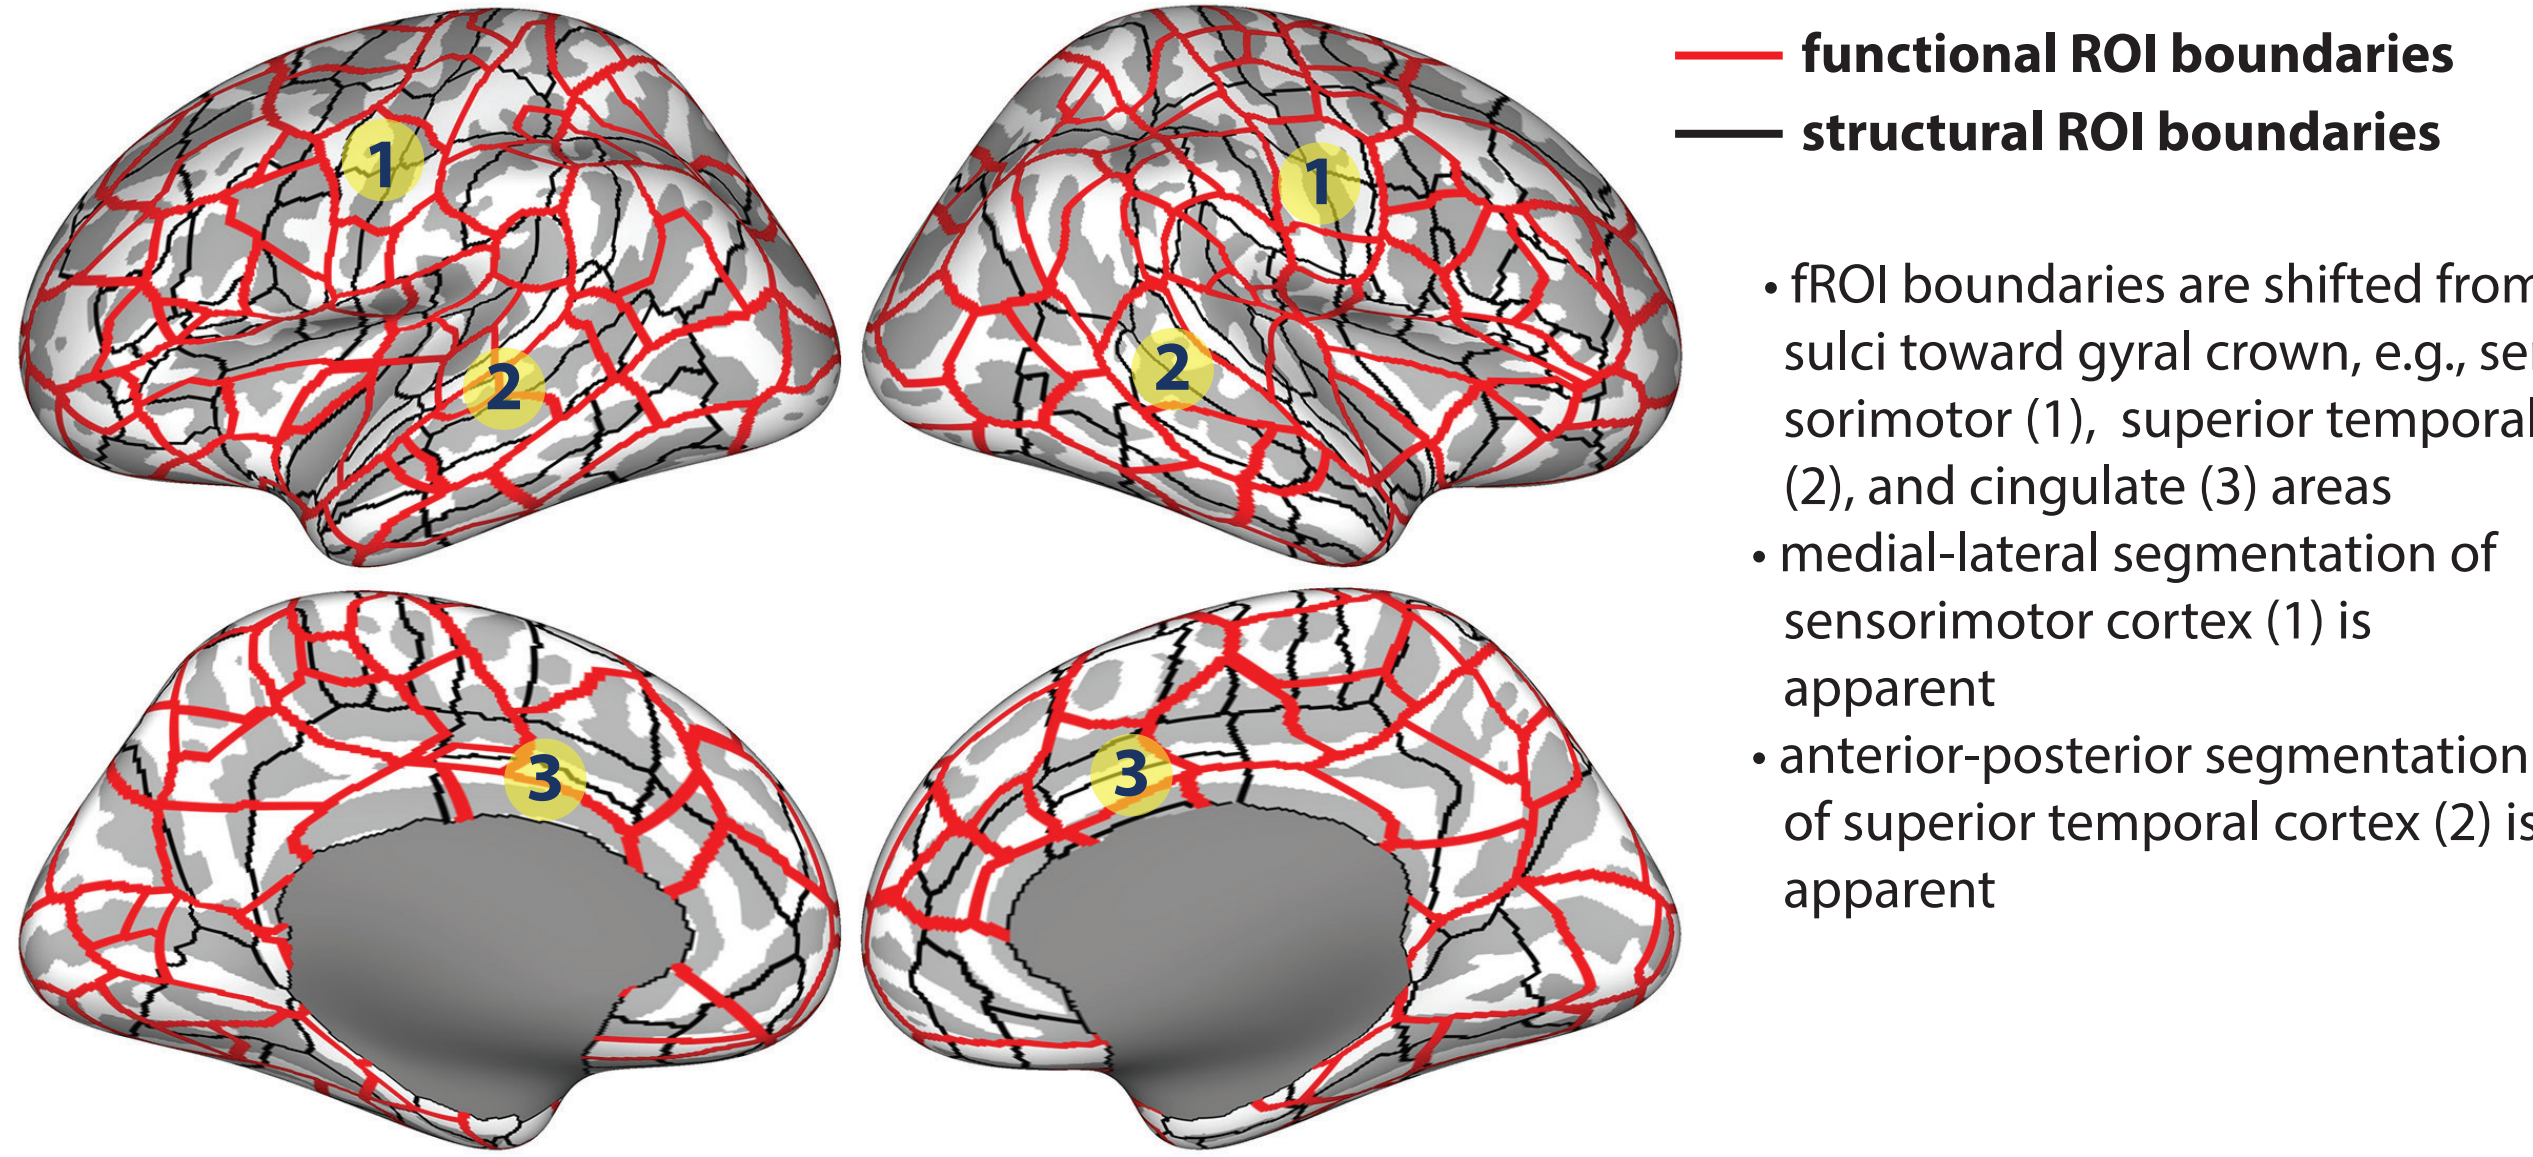 functional ROI boundaries
structural ROI boundaries
1
1
2
2
3
3
• fROI boundaries are shifted from
sulci toward gyral crown, e.g., sen
sorimotor (1), superior temporal
(2), and cingulate (3) areas
• medial-lateral segmentation of
sensorimotor cortex (1) is
apparent
• anterior-posterior segmentation
of superior temporal cortex (2) is
apparent